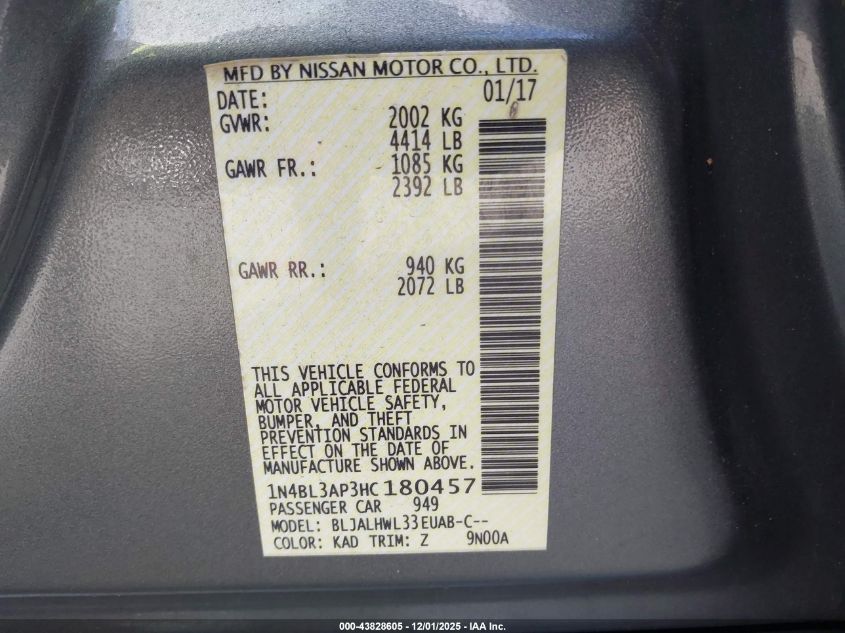 MFD BY NISSAN MOTOR CO., LTD.
DATE: 01/17
GVWR: 2002 KG
4414 LB
GAWR FR.: 1085 KG
2392 LB
GAWR RR.: 940 KG
2072 LB
THIS VEHICLE CONFORMS TO
ALL APPLICABLE FEDERAL
MOTOR VEHICLE SAFETY,
BUMPER, AND THEFT
PREVENTION STANDARDS IN
EFFECT ON THE DATE OF
MANUFACTURE SHOWN ABOVE.
1N4BL3AP3HC180457
PASSENGER CAR 949
MODEL: BLJALHWL33EUAB-C--
COLOR: KAD TRIM: Z 9N00A
000-43828605 - 12/01/2025 - IAA Inc.